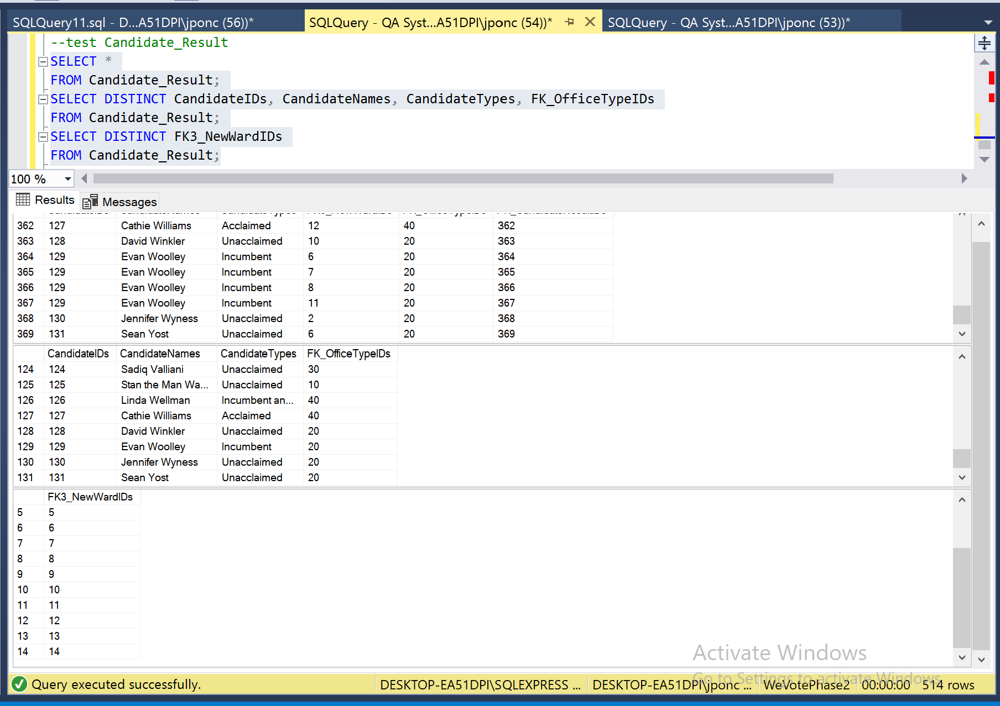 SQLQuery11.sql - D...A51DPI\jponc (56))* SQLQuery - QA Syst...A51DPI\jponc (54))* SQLQuery - QA Syst...A51DPI\jponc (53))*
--test Candidate_Result
SELECT *
FROM Candidate_Result;
SELECT DISTINCT CandidateIDs, CandidateNames, CandidateTypes, FK_OfficeTypeIDs
FROM Candidate_Result;
SELECT DISTINCT FK3_NewWardIDs
FROM Candidate_Result;
100 %
Results Messages
362 127 Cathie Williams Acclaimed 12 40 362
363 128 David Winkler Unacclaimed 10 20 363
364 129 Evan Woolley Incumbent 6 20 364
365 129 Evan Woolley Incumbent 7 20 365
366 129 Evan Woolley Incumbent 8 20 366
367 129 Evan Woolley Incumbent 11 20 367
368 130 Jennifer Wyness Unacclaimed 2 20 368
369 131 Sean Yost Unacclaimed 6 20 369
CandidateIDs CandidateNames CandidateTypes FK_OfficeTypeIDs
124 124 Sadiq Valliani Unacclaimed 30
125 125 Stan the Man Wa... Unacclaimed 10
126 126 Linda Wellman Incumbent an... 40
127 127 Cathie Williams Acclaimed 40
128 128 David Winkler Unacclaimed 20
129 129 Evan Woolley Incumbent 20
130 130 Jennifer Wyness Unacclaimed 20
131 131 Sean Yost Unacclaimed 20
FK3_NewWardIDs
5 5
6 6
7 7
8 8
9 9
10 10
11 11
12 12
13 13
14 14
Activate Windows
Go to Settings to activate Windows.
Query executed successfully. DESKTOP-EA51DPI\SQLEXPRESS ... DESKTOP-EA51DPI\jponc ... WeVotePhase2 00:00:00 514 rows